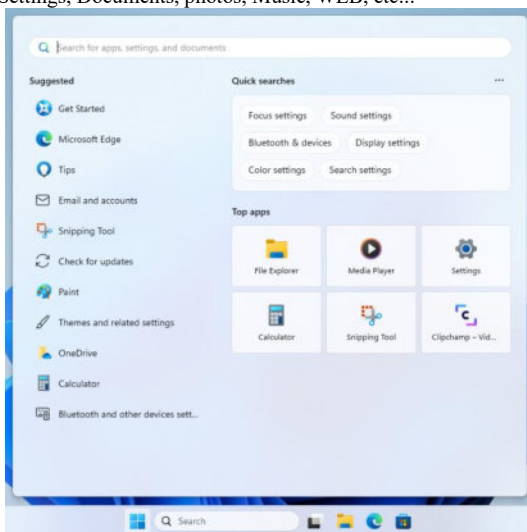 Settings, Documents, photos, Music, WEB, etc...
Search for apps, settings, and documents
Suggested
Get Started
Microsoft Edge
Tips
Email and accounts
Snipping Tool
Check for updates
Paint
Themes and related settings
OneDrive
Calculator
Bluetooth and other devices sett...
Quick searches
...
Focus settings
Sound settings
Bluetooth & devices
Display settings
Color settings
Search settings
Top apps
File Explorer
Media Player
Settings
Calculator
Snipping Tool
Clipchamp – Vid...
Search